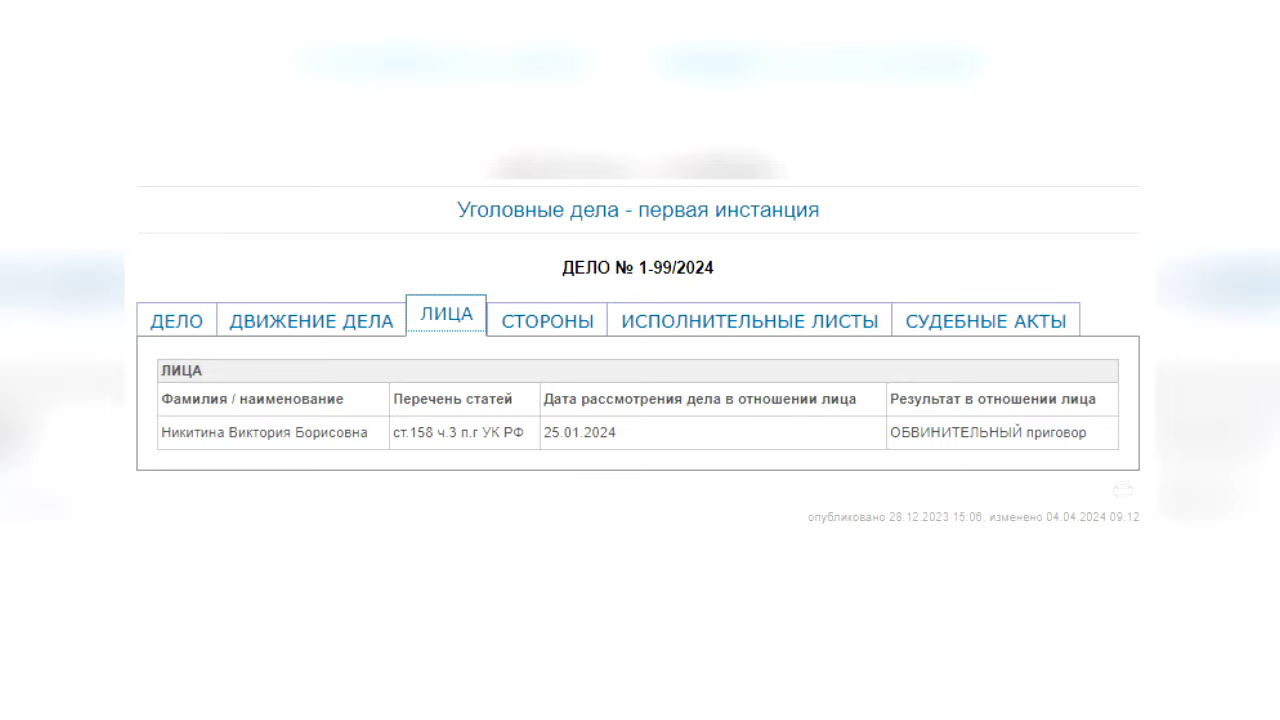 Уголовные дела - первая инстанция
ДЕЛО № 1-99/2024
ДЕЛО ДВИЖЕНИЕ ДЕЛА ЛИЦА СТОРОНЫ ИСПОЛНИТЕЛЬНЫЕ ЛИСТЫ СУДЕБНЫЕ АКТЫ
ЛИЦА
Фамилия / наименование Перечень статей Дата рассмотрения дела в отношении лица Результат в отношении лица
Никитина Виктория Борисовна ст.158 ч.3 п.г УК РФ 25.01.2024 ОБВИНИТЕЛЬНЫЙ приговор
опубликовано 28.12.2023 15:06, изменено 04.04.2024 09:12